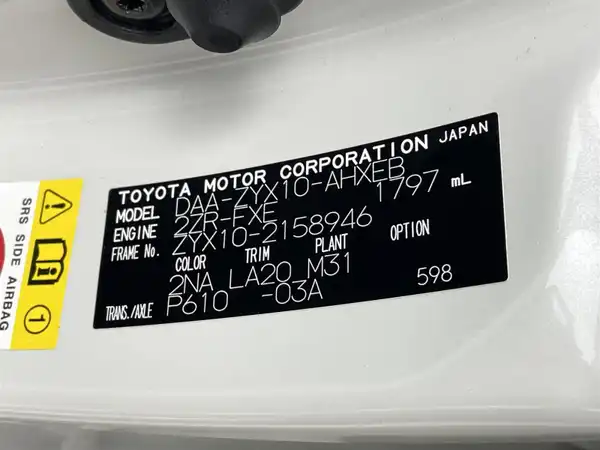 TOYOTA MOTOR CORPORATION JAPAN
MODEL DAA-ZYX10-AHXEB
ENGINE 2ZR-FXE 1797 mL
FRAME No. ZYX10-2158946
COLOR TRIM PLANT OPTION
2NA LA20 M31
TRANS./AXLE P610 -03A 598
SRS SIDE AIRBAG
1